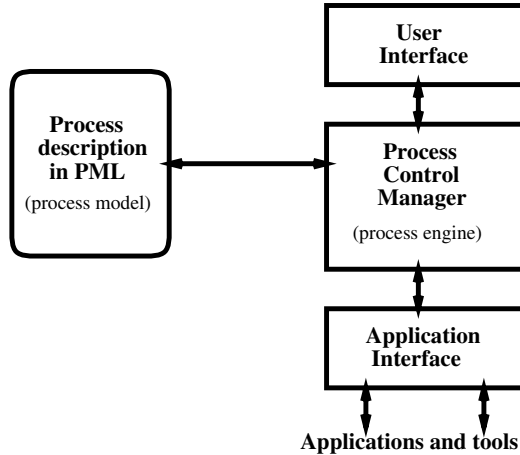 User
Interface
Process
description
in PML
(process model)
Process
Control
Manager
(process engine)
Application
Interface
Applications and tools